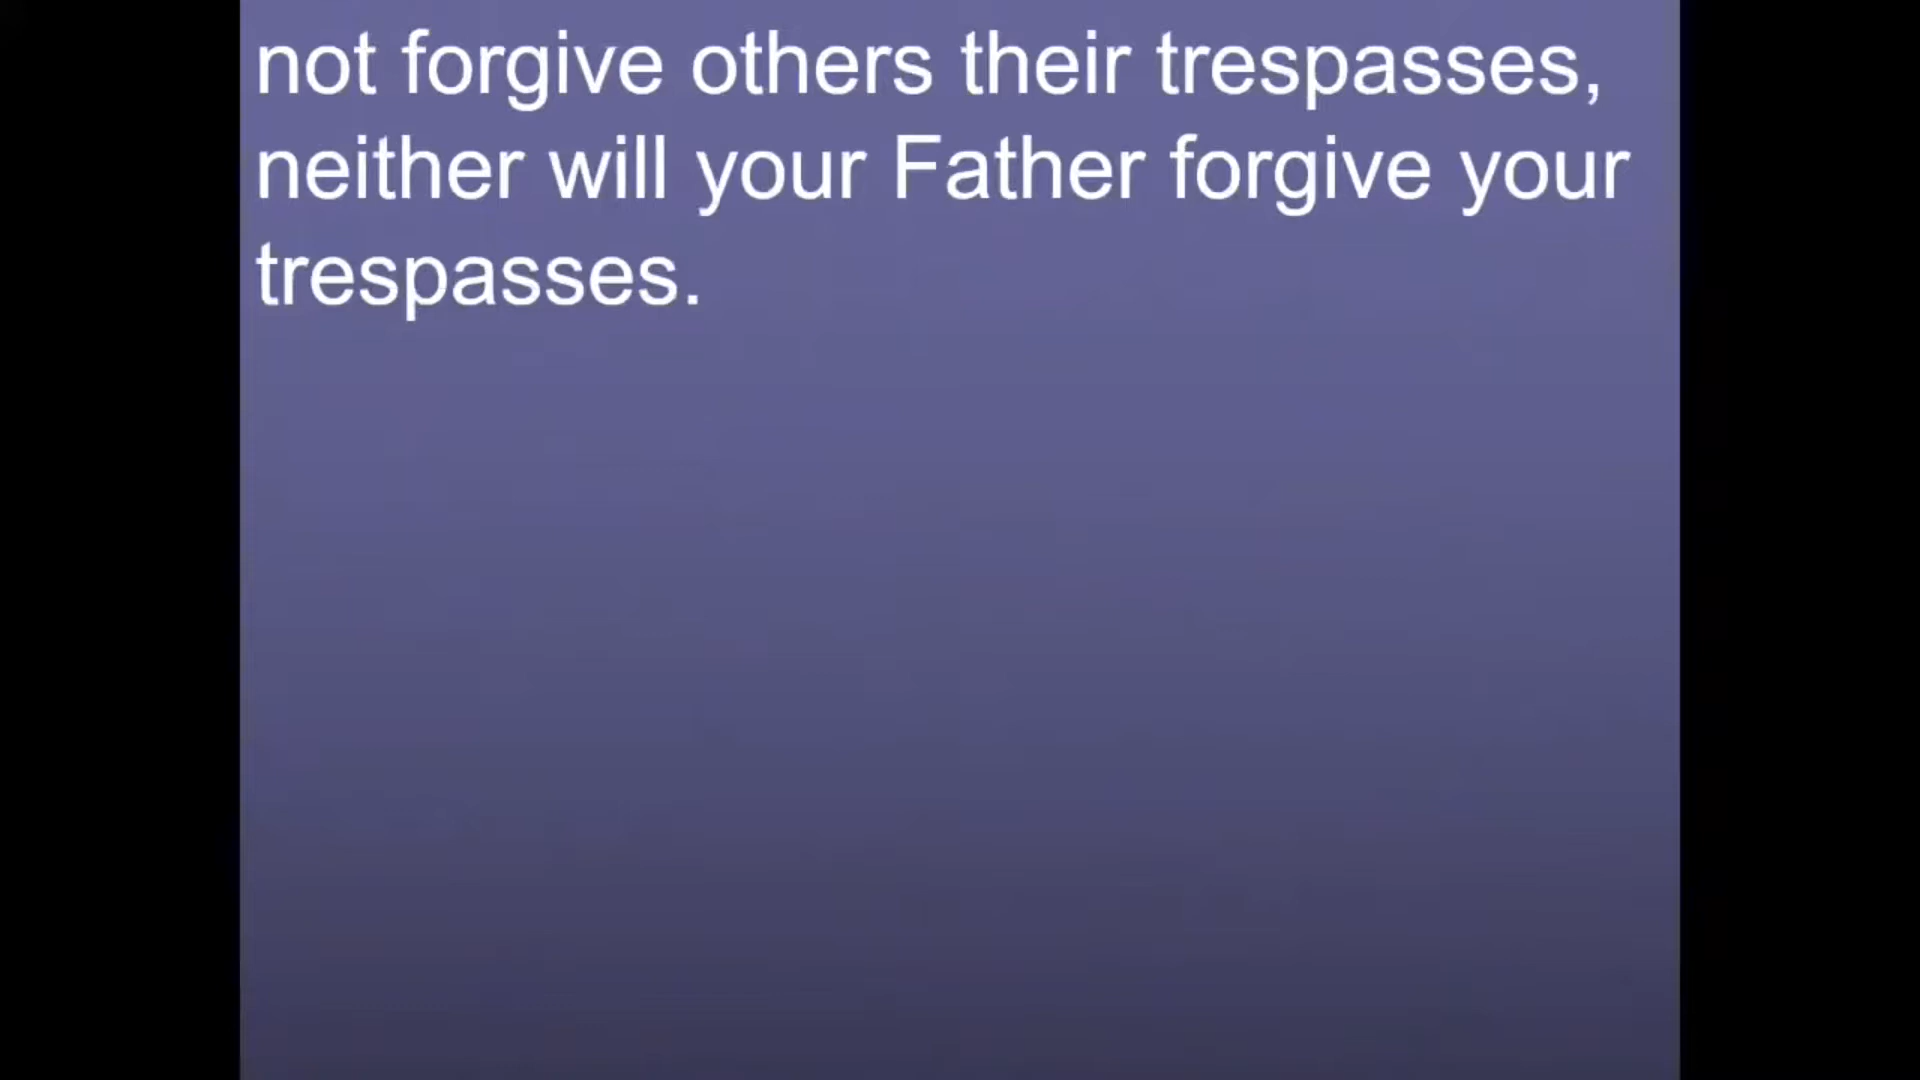 not forgive others their trespasses,
neither will your Father forgive your
trespasses.